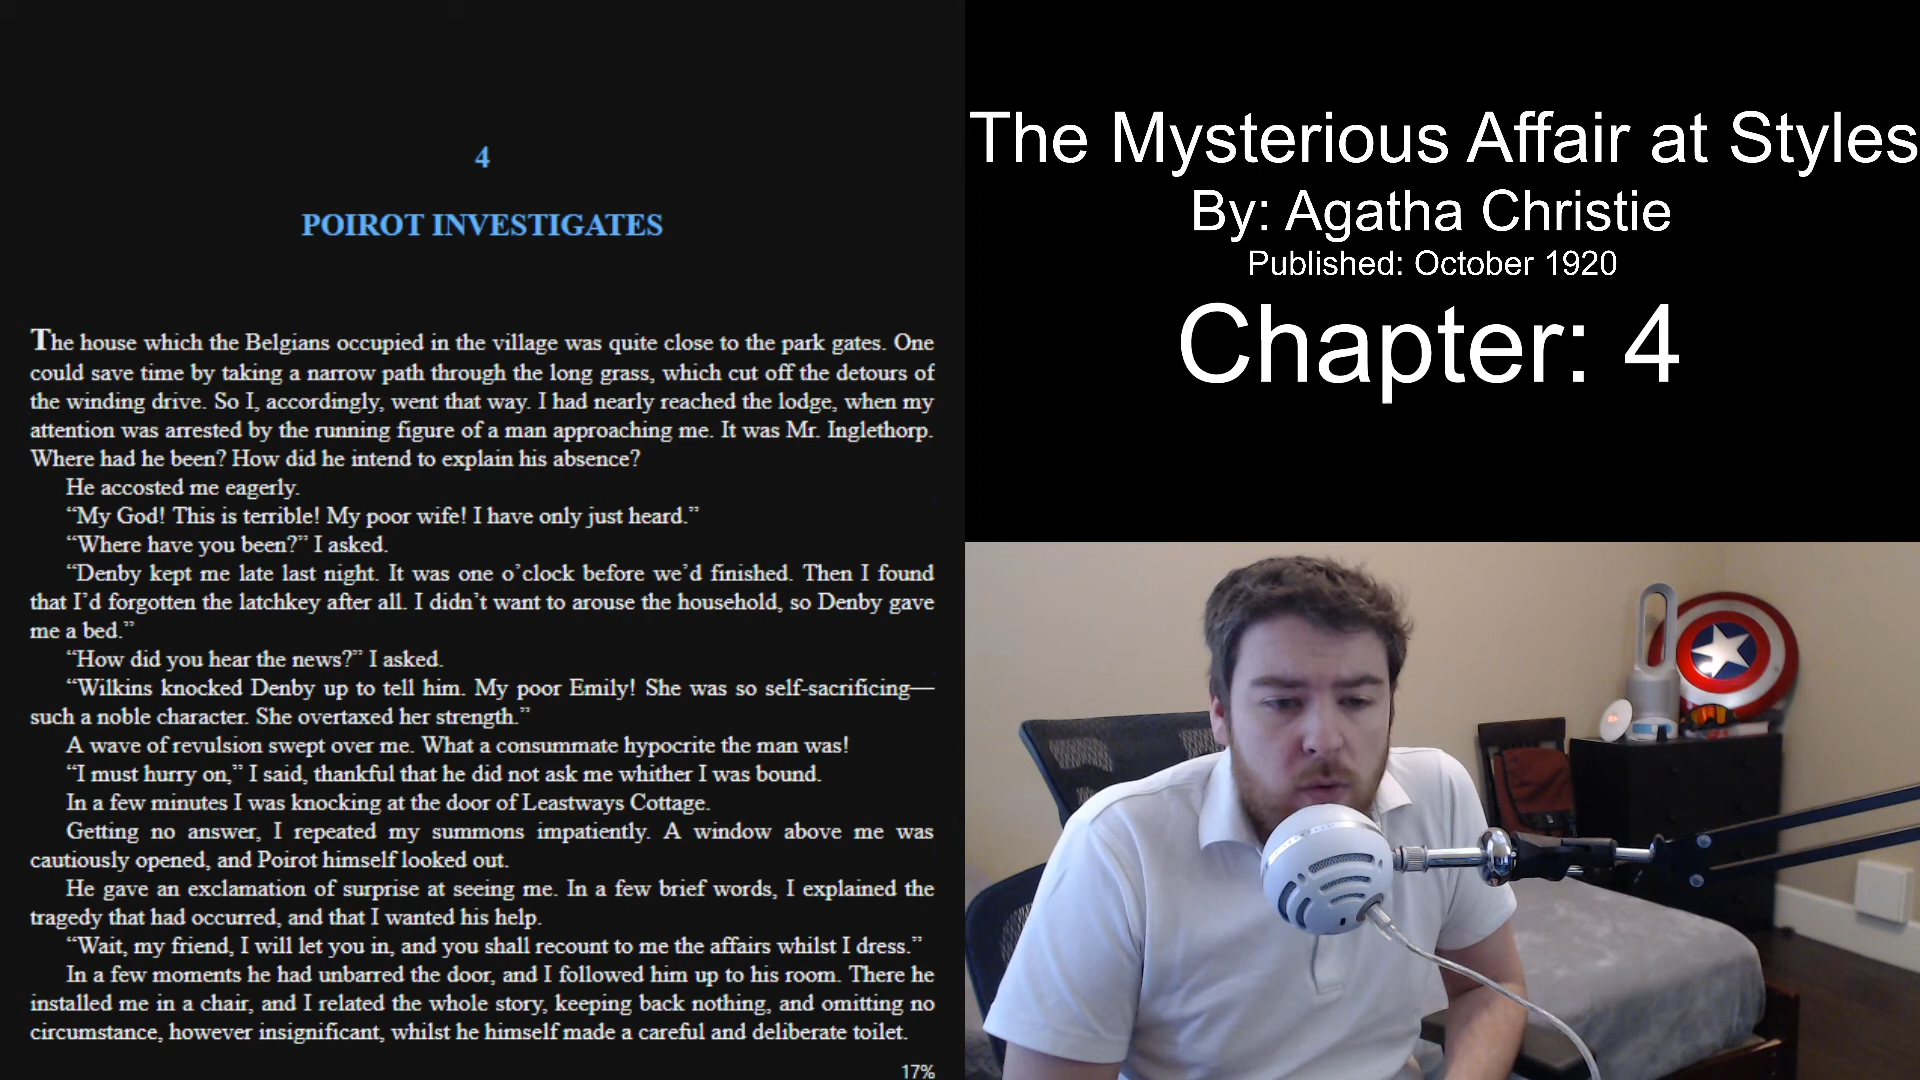 4
POIROT INVESTIGATES
The house which the Belgians occupied in the village was quite close to the park gates. One
could save time by taking a narrow path through the long grass, which cut off the detours of
the winding drive. So I, accordingly, went that way. I had nearly reached the lodge, when my
attention was arrested by the running figure of a man approaching me. It was Mr. Inglethorp.
Where had he been? How did he intend to explain his absence?
He accosted me eagerly.
“My God! This is terrible! My poor wife! I have only just heard.”
“Where have you been?” I asked.
“Denby kept me late last night. It was one o’clock before we’d finished. Then I found
that I’d forgotten the latchkey after all. I didn’t want to arouse the household, so Denby gave
me a bed.”
“How did you hear the news?” I asked.
“Wilkins knocked Denby up to tell him. My poor Emily! She was so self-sacrificing—
such a noble character. She overtaxed her strength.”
A wave of revulsion swept over me. What a consummate hypocrite the man was!
“I must hurry on,” I said, thankful that he did not ask me whither I was bound.
In a few minutes I was knocking at the door of Leastways Cottage.
Getting no answer, I repeated my summons impatiently. A window above me was
cautiously opened, and Poirot himself looked out.
He gave an exclamation of surprise at seeing me. In a few brief words, I explained the
tragedy that had occurred, and that I wanted his help.
“Wait, my friend, I will let you in, and you shall recount to me the affairs whilst I dress.”
In a few moments he had unbarred the door, and I followed him up to his room. There he
installed me in a chair, and I related the whole story, keeping back nothing, and omitting no
circumstance, however insignificant, whilst he himself made a careful and deliberate toilet.
17%
The Mysterious Affair at Styles
By: Agatha Christie
Published: October 1920
Chapter: 4